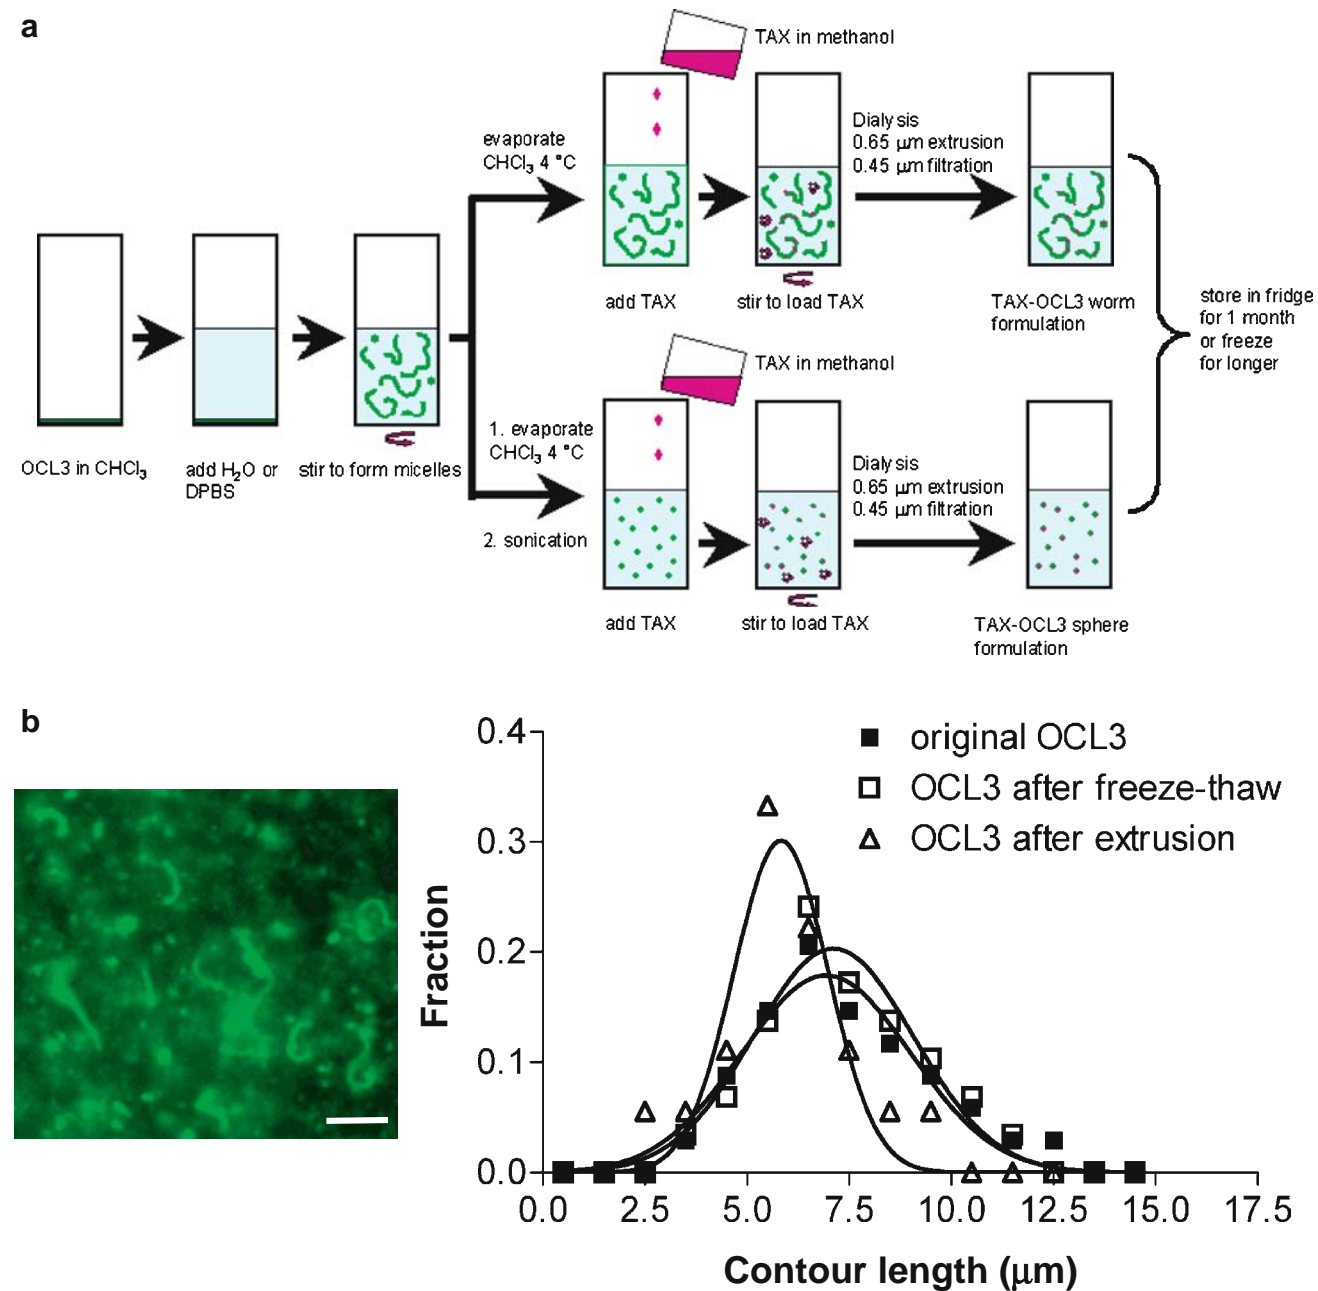 a
TAX in methanol
evaporate
CHCl₃ 4 °C
Dialysis
0.65 μm extrusion
0.45 μm filtration
add TAX
stir to load TAX
TAX-OCL3 worm
formulation
OCL3 in CHCl₃
add H₂O or
DPBS
stir to form micelles
store in fridge
for 1 month
or freeze
for longer
TAX in methanol
1. evaporate
CHCl₃ 4 °C
2. sonication
Dialysis
0.65 μm extrusion
0.45 μm filtration
add TAX
stir to load TAX
TAX-OCL3 sphere
formulation
b
original OCL3
OCL3 after freeze-thaw
OCL3 after extrusion
Fraction
0.4
0.3
0.2
0.1
0.0
0.0 2.5 5.0 7.5 10.0 12.5 15.0 17.5
Contour length (μm)